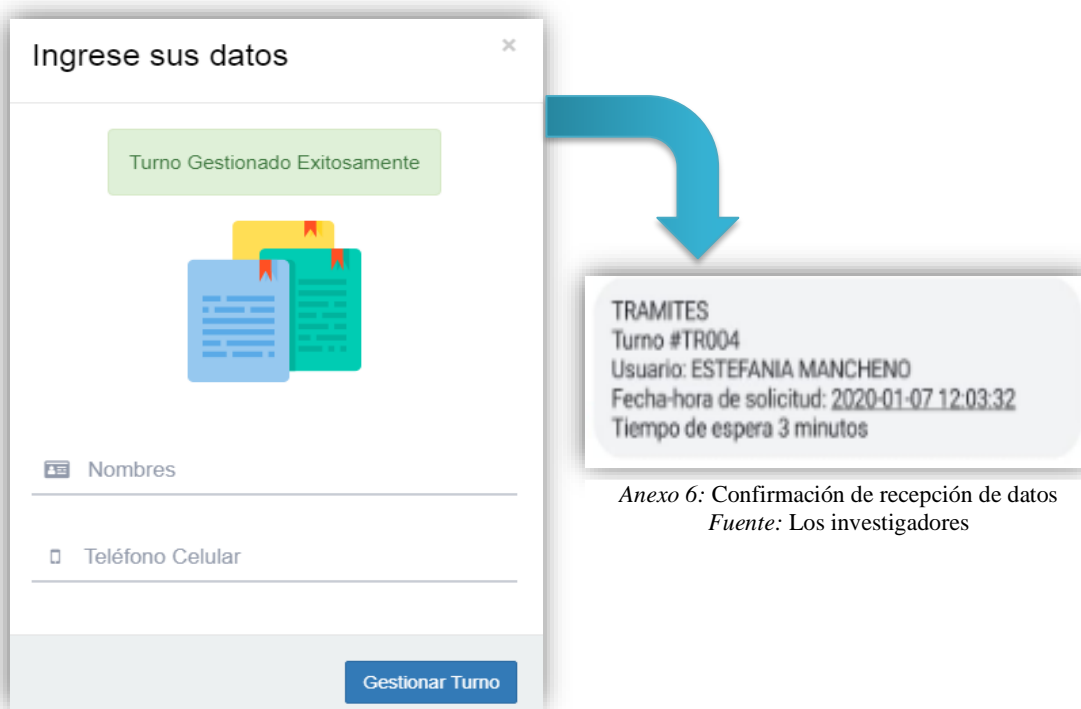 Ingrese sus datos
×
Turno Gestionado Exitosamente
Nombres
Teléfono Celular
Gestionar Turno
TRAMITES
Turno #TR004
Usuario: ESTEFANIA MANCHENO
Fecha-hora de solicitud: 2020-01-07 12:03:32
Tiempo de espera 3 minutos
Anexo 6: Confirmación de recepción de datos
Fuente: Los investigadores